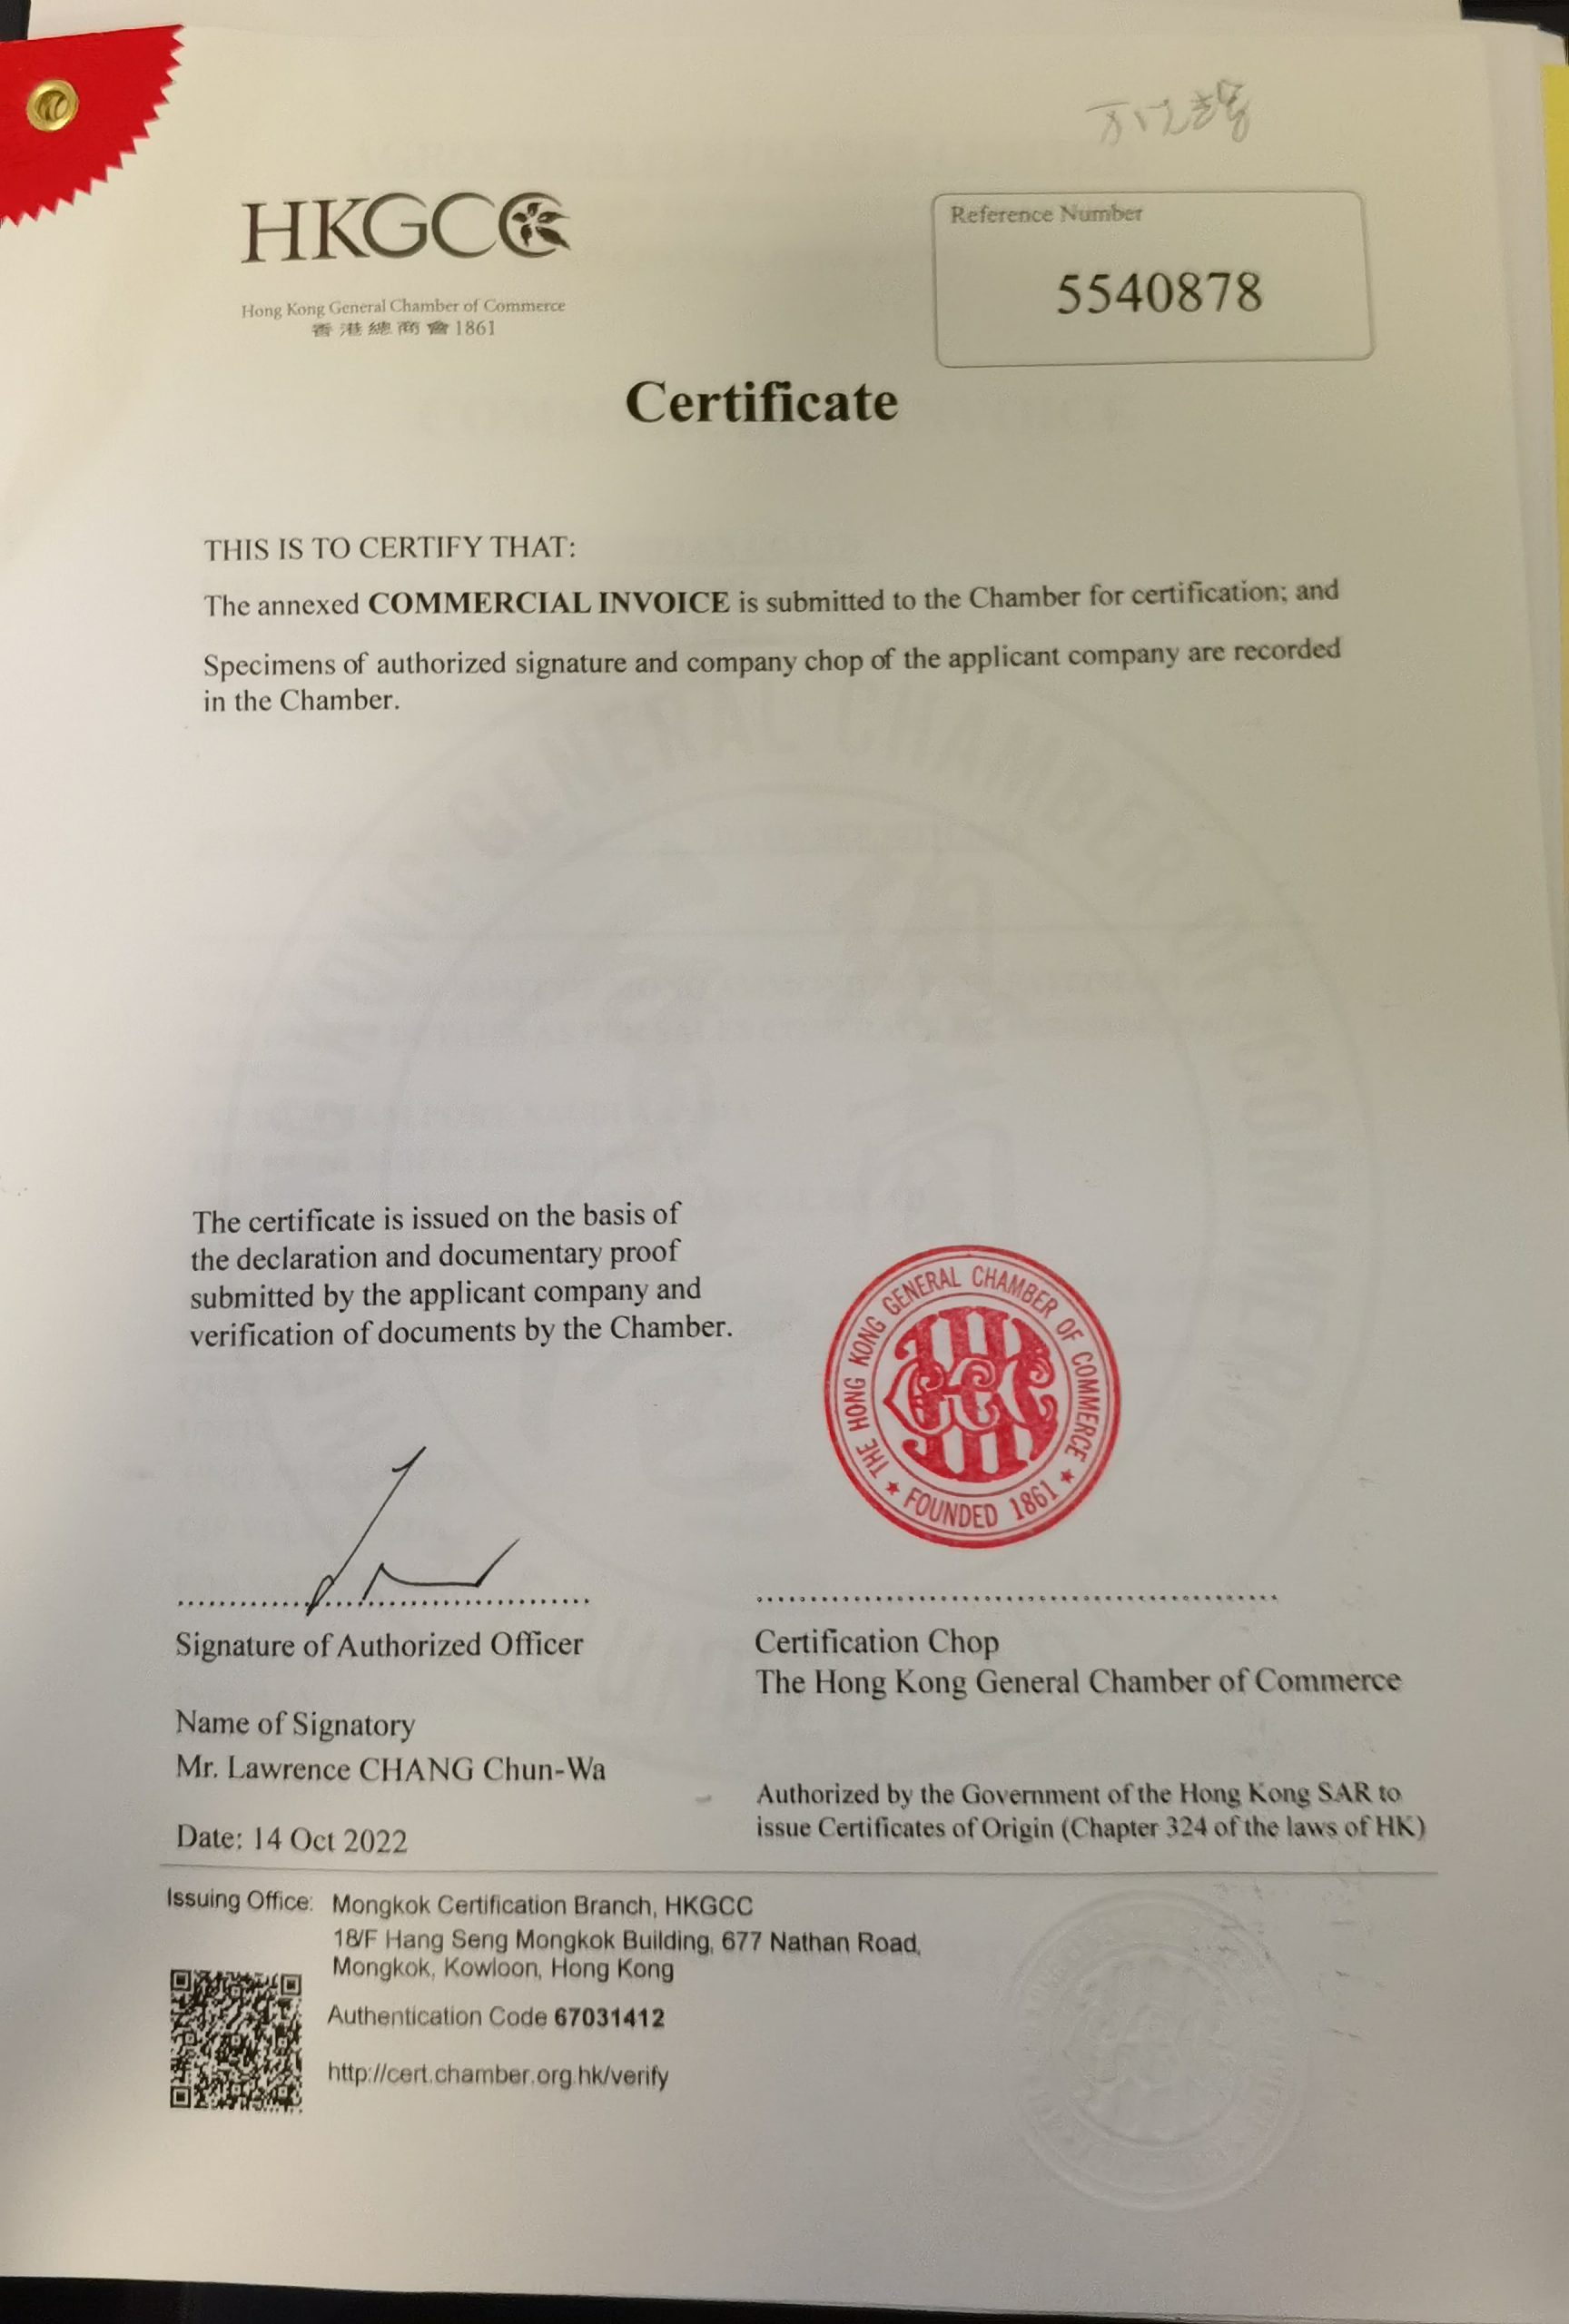 HKGCC
Reference Number
5540878
Hong Kong General Chamber of Commerce
香港總商會1861
Certificate
THIS IS TO CERTIFY THAT:
The annexed COMMERCIAL INVOICE is submitted to the Chamber for certification; and
Specimens of authorized signature and company chop of the applicant company are recorded
in the Chamber.
The certificate is issued on the basis of
the declaration and documentary proof
submitted by the applicant company and
verification of documents by the Chamber.
THE HONG KONG GENERAL CHAMBER OF COMMERCE
★ FOUNDED 1861 ★
HGCC
Signature of Authorized Officer
Certification Chop
The Hong Kong General Chamber of Commerce
Name of Signatory
Mr. Lawrence CHANG Chun-Wa
Authorized by the Government of the Hong Kong SAR to
issue Certificates of Origin (Chapter 324 of the laws of HK)
Date: 14 Oct 2022
Issuing Office: Mongkok Certification Branch, HKGCC
18/F Hang Seng Mongkok Building, 677 Nathan Road,
Mongkok, Kowloon, Hong Kong
Authentication Code 67031412
http://cert.chamber.org.hk/verify